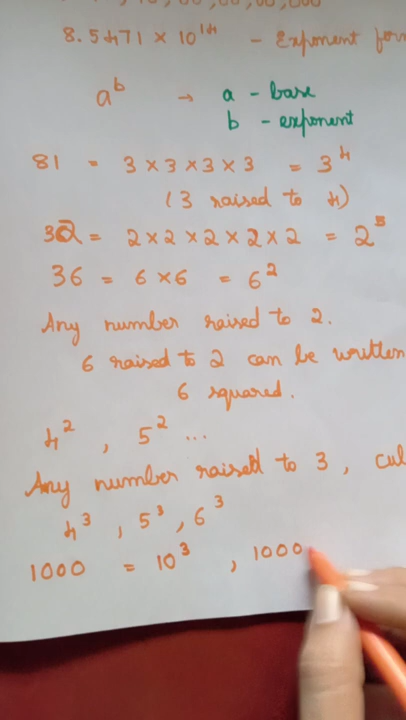 8.5471 × 10¹⁴ - Exponent form
aᵇ → a - base
b - exponent
81 = 3 × 3 × 3 × 3 = 3⁴
(3 raised to 4)
32 = 2 × 2 × 2 × 2 × 2 = 2⁵
36 = 6 × 6 = 6²
Any number raised to 2.
6 raised to 2 can be written
6 squared.
4² , 5² ...
Any number raised to 3 , cu
4³ , 5³ , 6³
1000 = 10³ , 1000